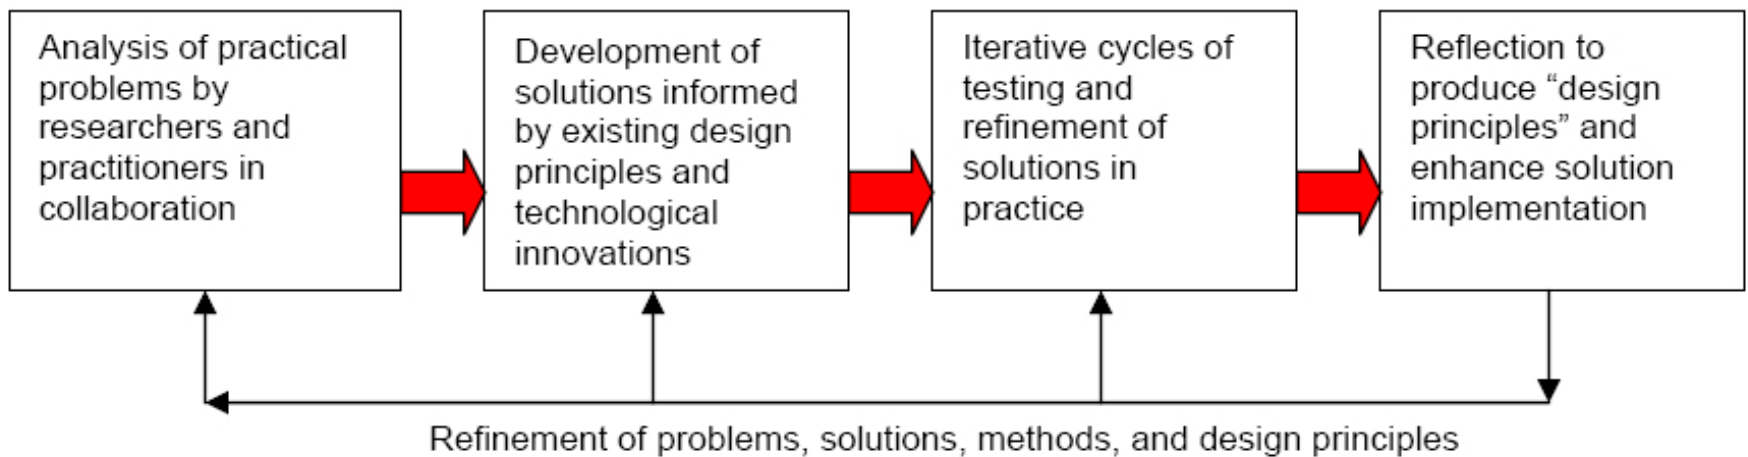 Analysis of practical
problems by
researchers and
practitioners in
collaboration
Development of
solutions informed
by existing design
principles and
technological
innovations
Iterative cycles of
testing and
refinement of
solutions in
practice
Reflection to
produce “design
principles” and
enhance solution
implementation
Refinement of problems, solutions, methods, and design principles